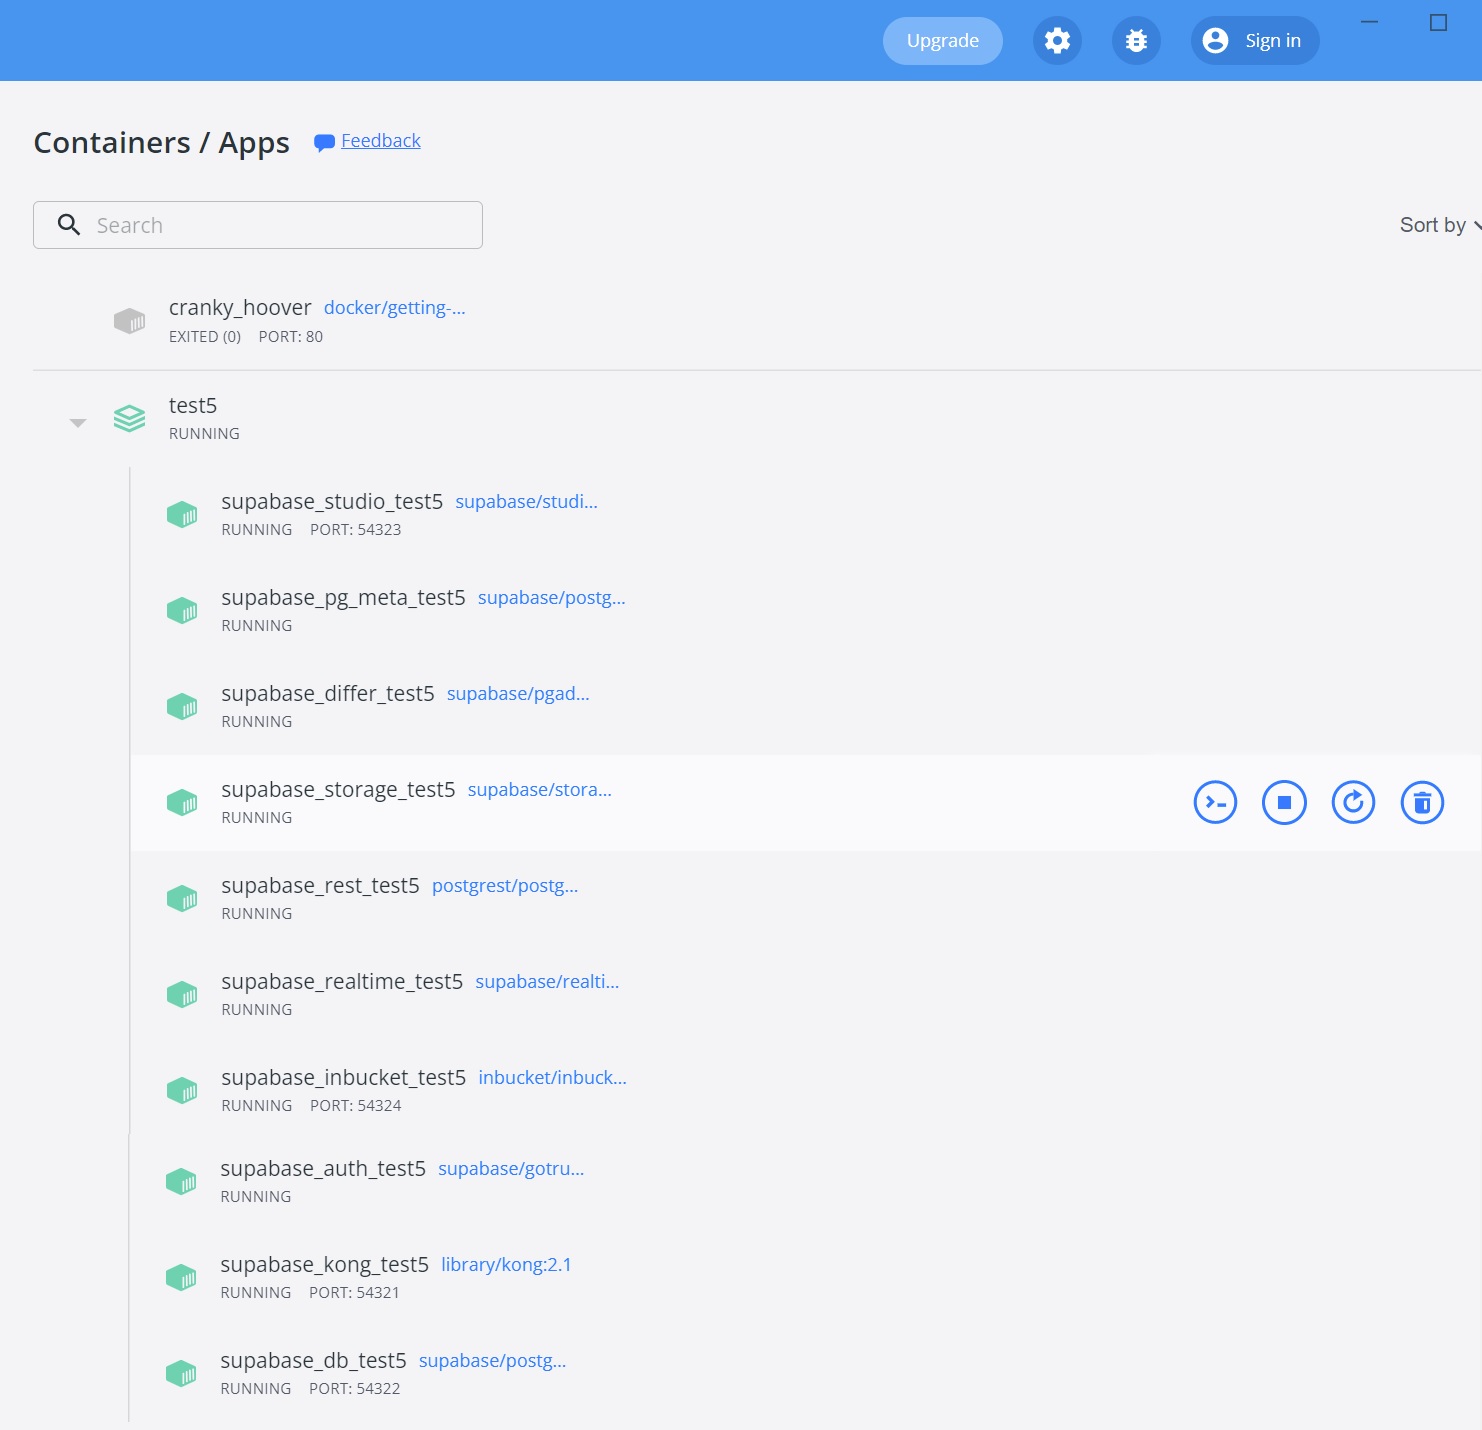 Upgrade Sign in
Containers / Apps Feedback
Search Sort by
cranky_hoover docker/getting-...
EXITED (0) PORT: 80
test5
RUNNING
supabase_studio_test5 supabase/studi...
RUNNING PORT: 54323
supabase_pg_meta_test5 supabase/postg...
RUNNING
supabase_differ_test5 supabase/pgad...
RUNNING
supabase_storage_test5 supabase/stora...
RUNNING
supabase_rest_test5 postgrest/postg...
RUNNING
supabase_realtime_test5 supabase/realti...
RUNNING
supabase_inbucket_test5 inbucket/inbuck...
RUNNING PORT: 54324
supabase_auth_test5 supabase/gotru...
RUNNING
supabase_kong_test5 library/kong:2.1
RUNNING PORT: 54321
supabase_db_test5 supabase/postg...
RUNNING PORT: 54322